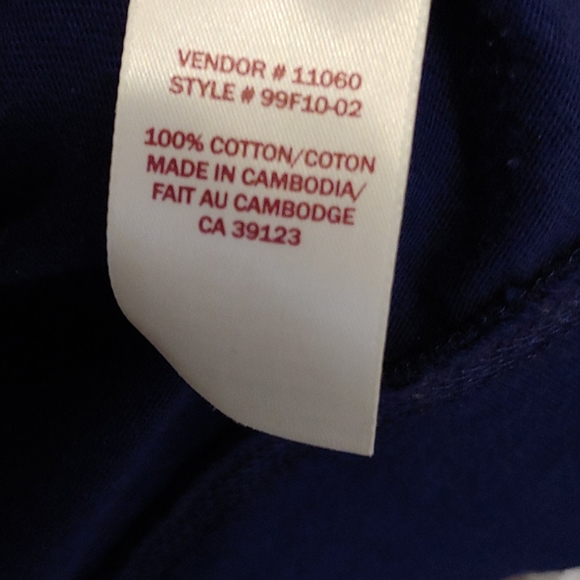 VENDOR # 11060
STYLE # 99F10-02
100% COTTON/COTON
MADE IN CAMBODIA/
FAIT AU CAMBODGE
CA 39123